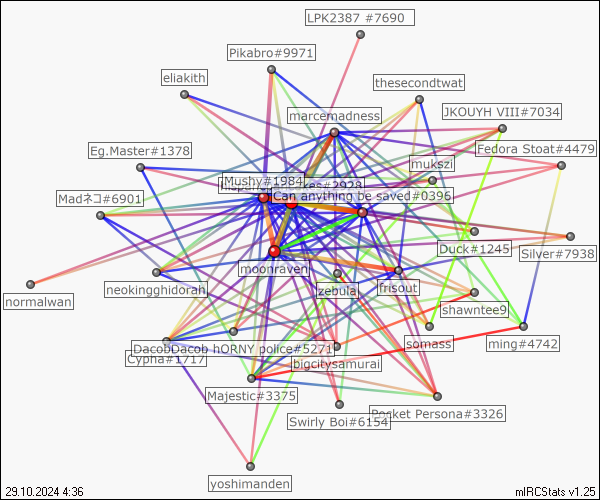 LPK2387 #7690
Pikabro#9971
eliakith
thesecondtwat
marcemadness
JKOUYH VIII#7034
Eg.Master#1378
Fedora Stoat#4479
mukszi
Mushy#1984
#2928
Can anything be saved#0396
Madネコ#6901
Duck#1245
Silver#7938
moonraven
normalwan
neokingghidorah
zebula
frisout
shawntee9
somass
ming#4742
DacobDacob hORNY police#5271
Cypha#1717
bigcitysamurai
Majestic#3375
Pocket Persona#3326
Swirly Boi#6154
yoshimanden
29.10.2024 4:36
mIRCStats v1.25